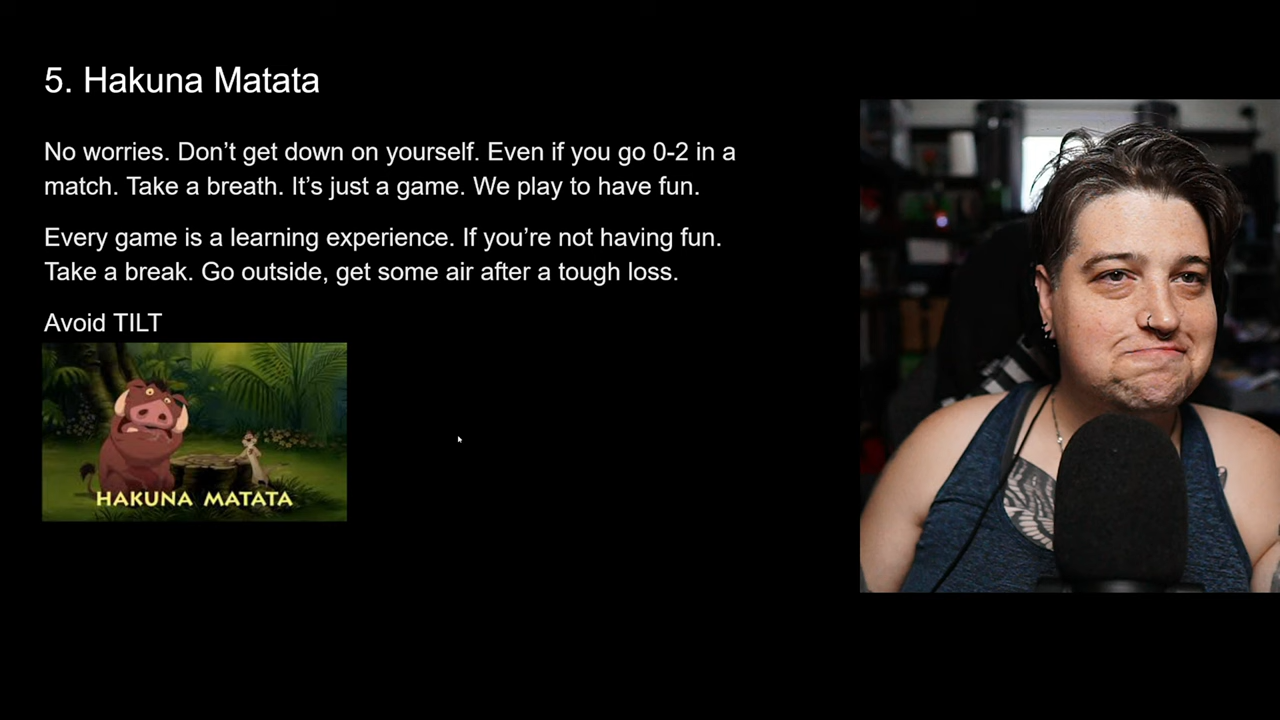 5. Hakuna Matata
No worries. Don’t get down on yourself. Even if you go 0-2 in a
match. Take a breath. It’s just a game. We play to have fun.
Every game is a learning experience. If you’re not having fun.
Take a break. Go outside, get some air after a tough loss.
Avoid TILT
HAKUNA MATATA